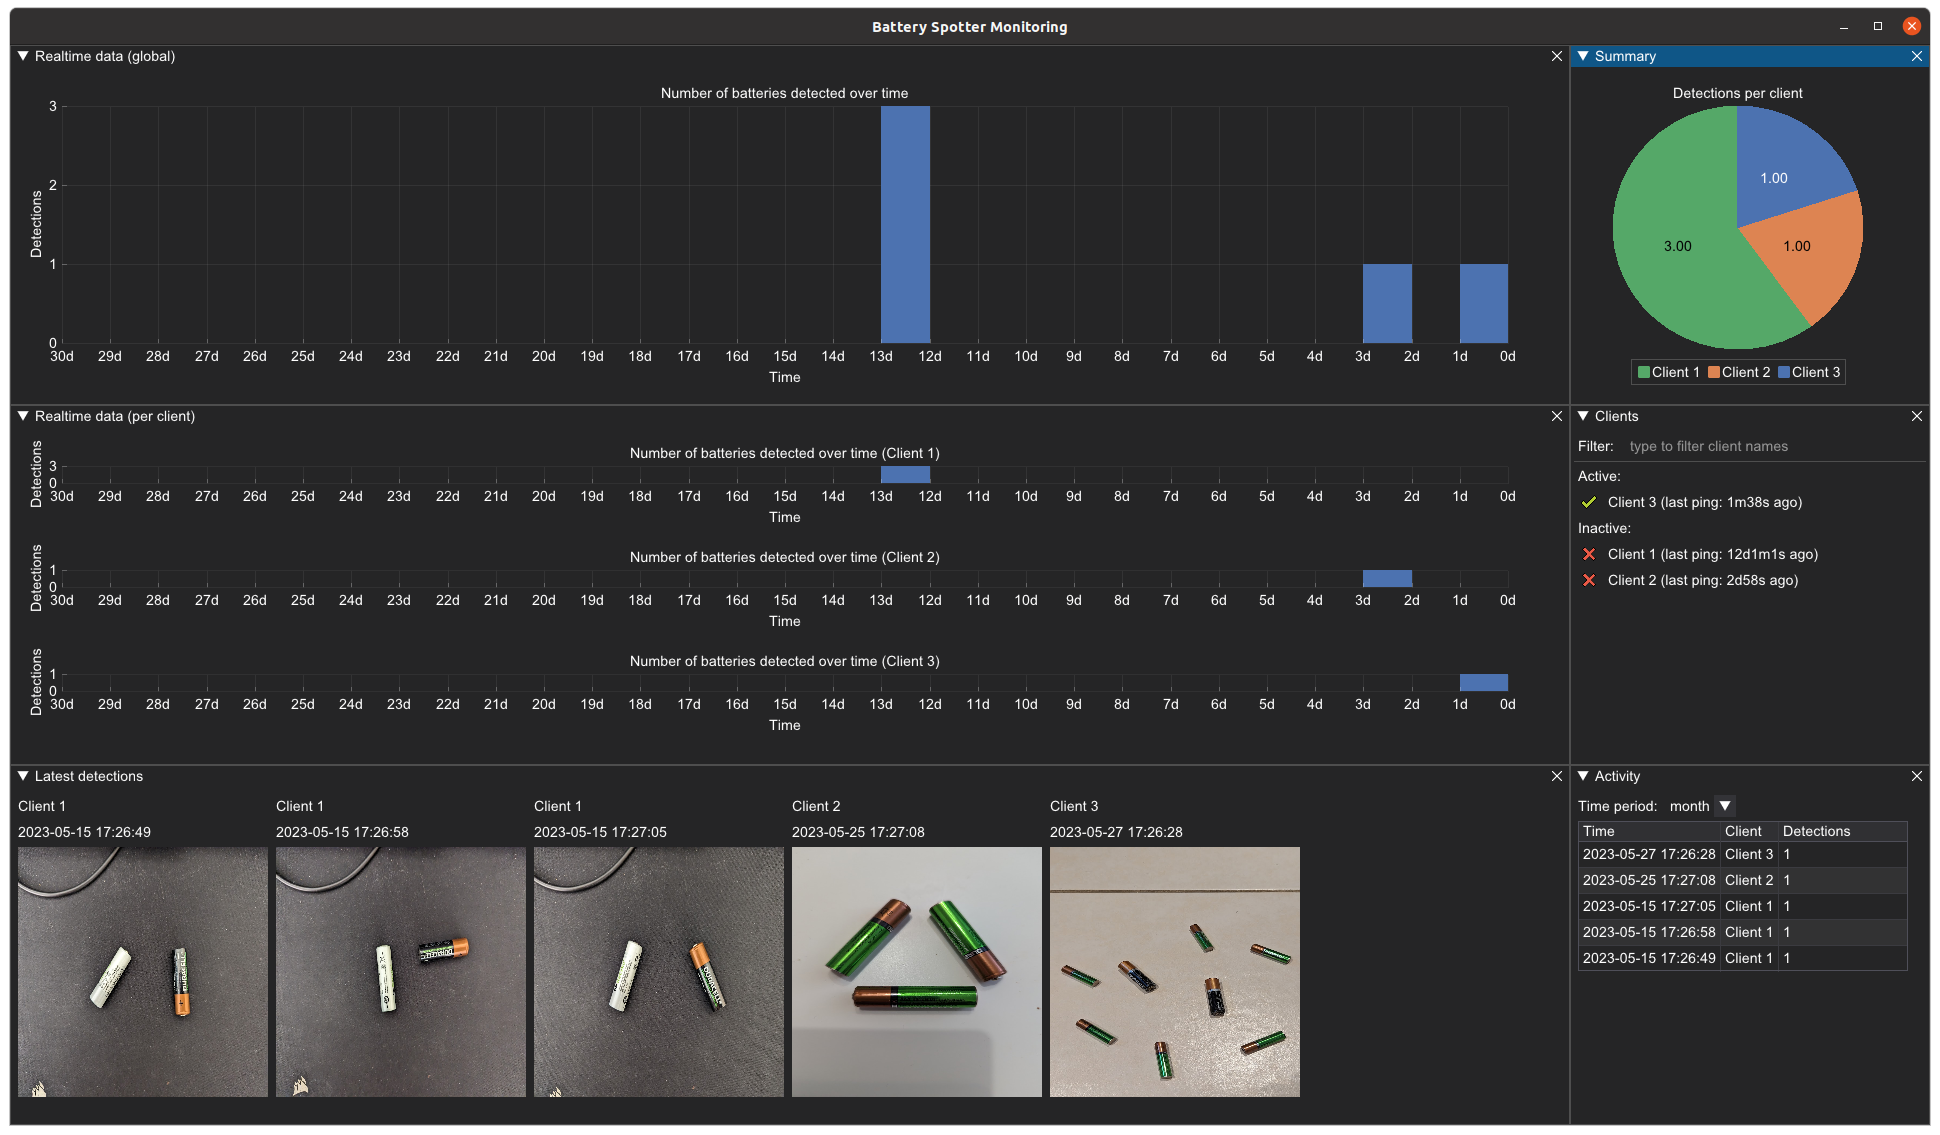 Battery Spotter Monitoring
Realtime data (global)
Number of batteries detected over time
Detections
3
2
1
0
30d 29d 28d 27d 26d 25d 24d 23d 22d 21d 20d 19d 18d 17d 16d 15d 14d 13d 12d 11d 10d 9d 8d 7d 6d 5d 4d 3d 2d 1d 0d
Time
Summary
Detections per client
1.00
3.00 1.00
Client 1 Client 2 Client 3
Realtime data (per client)
Number of batteries detected over time (Client 1)
Detections
3
0
30d 29d 28d 27d 26d 25d 24d 23d 22d 21d 20d 19d 18d 17d 16d 15d 14d 13d 12d 11d 10d 9d 8d 7d 6d 5d 4d 3d 2d 1d 0d
Time
Number of batteries detected over time (Client 2)
Detections
1
0
30d 29d 28d 27d 26d 25d 24d 23d 22d 21d 20d 19d 18d 17d 16d 15d 14d 13d 12d 11d 10d 9d 8d 7d 6d 5d 4d 3d 2d 1d 0d
Time
Number of batteries detected over time (Client 3)
Detections
1
0
30d 29d 28d 27d 26d 25d 24d 23d 22d 21d 20d 19d 18d 17d 16d 15d 14d 13d 12d 11d 10d 9d 8d 7d 6d 5d 4d 3d 2d 1d 0d
Time
Clients
Filter: type to filter client names
Active:
Client 3 (last ping: 1m38s ago)
Inactive:
Client 1 (last ping: 12d1m1s ago)
Client 2 (last ping: 2d58s ago)
Latest detections
Client 1
2023-05-15 17:26:49
Client 1
2023-05-15 17:26:58
Client 1
2023-05-15 17:27:05
Client 2
2023-05-25 17:27:08
Client 3
2023-05-27 17:26:28
DURACELL
DURACELL
DURACELL
Activity
Time period: month
Time Client Detections
2023-05-27 17:26:28 Client 3 1
2023-05-25 17:27:08 Client 2 1
2023-05-15 17:27:05 Client 1 1
2023-05-15 17:26:58 Client 1 1
2023-05-15 17:26:49 Client 1 1